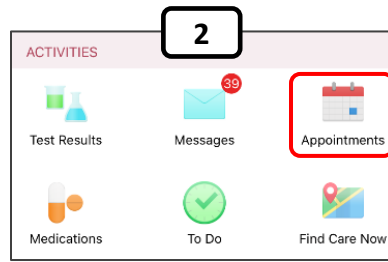 2
ACTIVITIES
39
Test Results
Messages
Appointments
Medications
To Do
Find Care Now